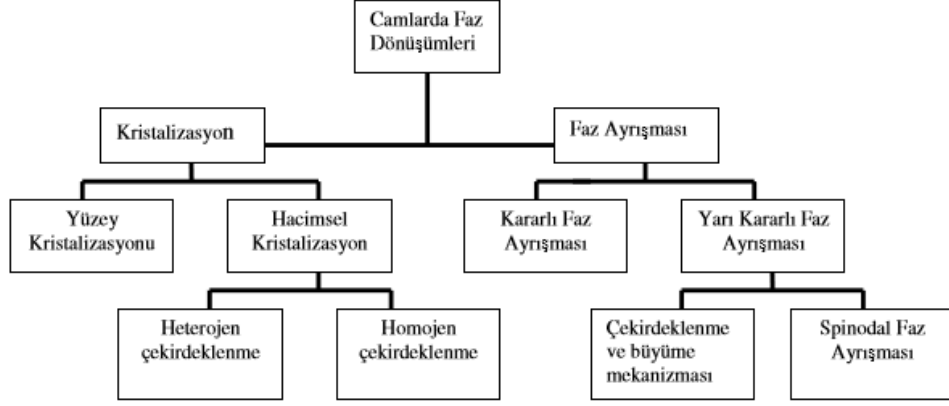 Camlarda Faz
Dönüşümleri
Kristalizasyon
Faz Ayrışması
Yüzey
Kristalizasyonu
Hacimsel
Kristalizasyon
Kararlı Faz
Ayrışması
Yarı Kararlı Faz
Ayrışması
Heterojen
çekirdeklenme
Homojen
çekirdeklenme
Çekirdeklenme
ve büyüme
mekanizması
Spinodal Faz
Ayrışması